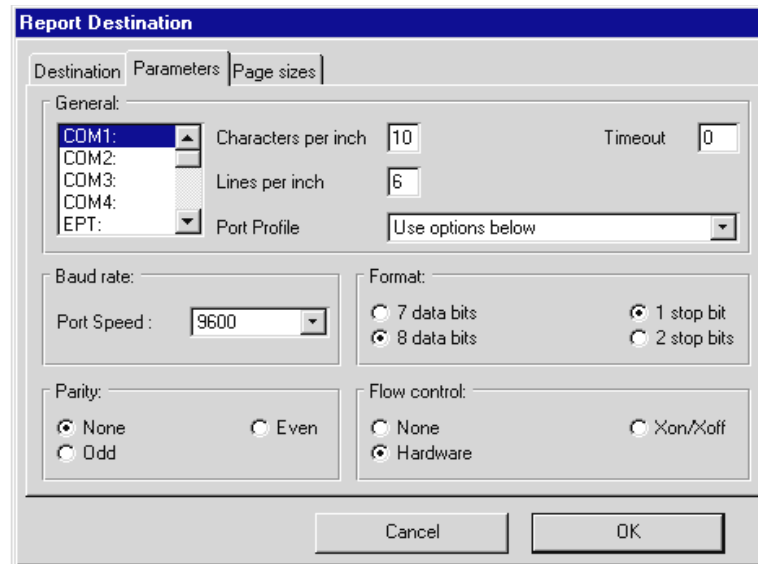 Report Destination
Destination Parameters Page sizes
General:
COM1:
COM2:
COM3:
COM4:
EPT:
Characters per inch 10 Timeout 0
Lines per inch 6
Port Profile Use options below
Baud rate:
Port Speed : 9600
Format:
7 data bits 1 stop bit
8 data bits 2 stop bits
Parity:
None Even
Odd
Flow control:
None Xon/Xoff
Hardware
Cancel OK